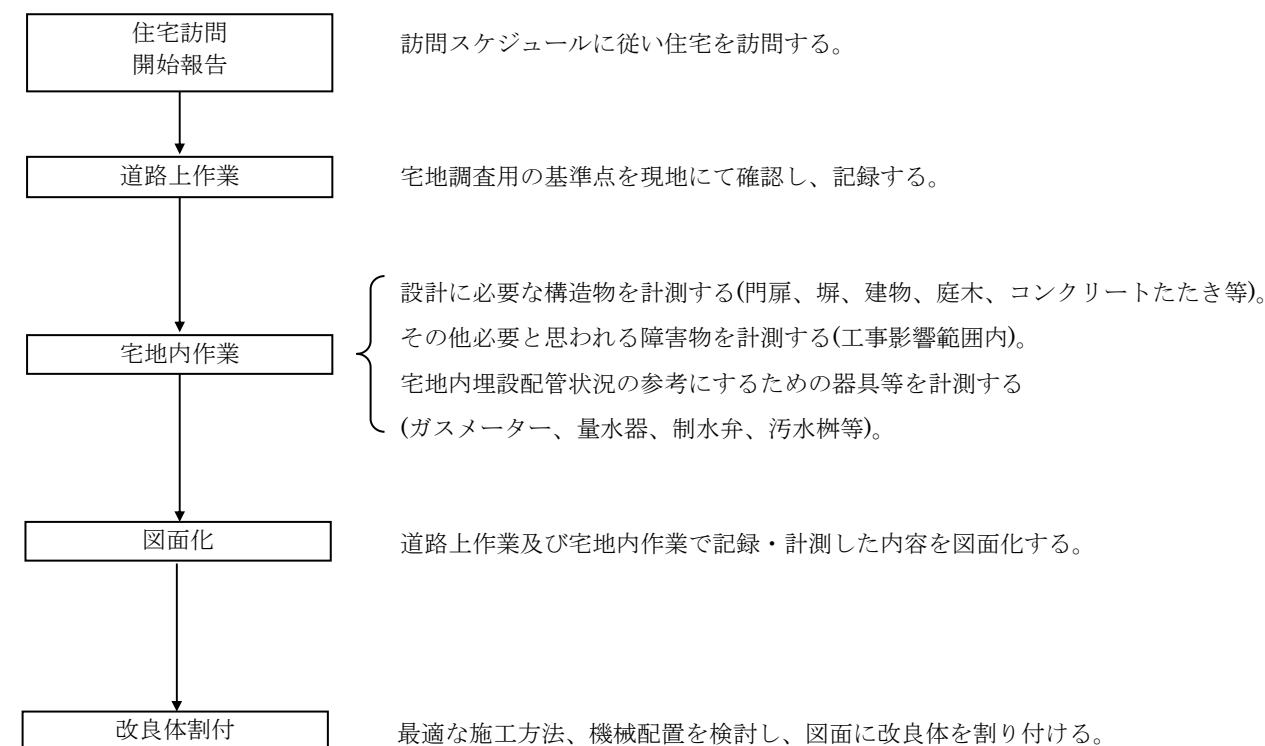 住宅訪問
開始報告
訪問スケジュールに従い住宅を訪問する。
道路上作業
宅地調査用の基準点を現地にて確認し、記録する。
宅地内作業
設計に必要な構造物を計測する(門扉、塀、建物、庭木、コンクリートたたき等)。
その他必要と思われる障害物を計測する(工事影響範囲内)。
宅地内埋設配管状況の参考にするための器具等を計測する
(ガスメーター、量水器、制水弁、汚水桝等)。
図面化
道路上作業及び宅地内作業で記録・計測した内容を図面化する。
改良体割付
最適な施工方法、機械配置を検討し、図面に改良体を割り付ける。